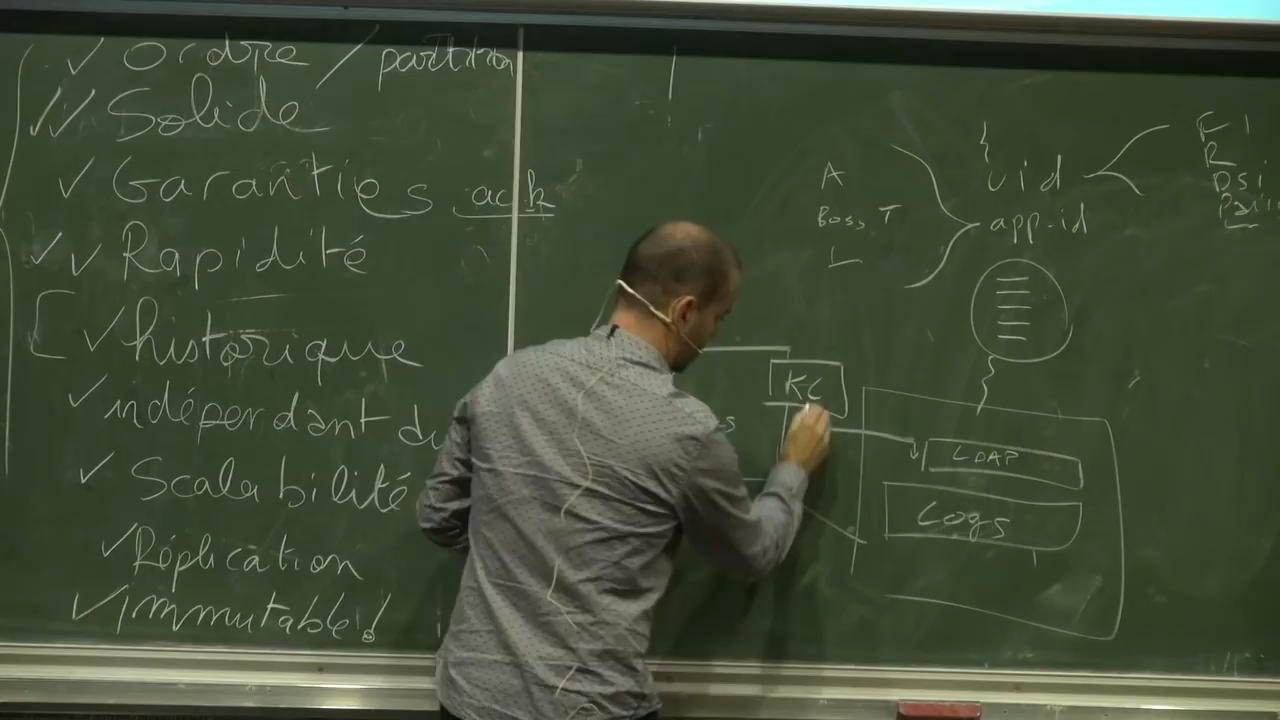 ✓ Ordre / partition
✓✓ Solide
✓ Garanties ack
✓✓ Rapidité
[ ✓ historique
✓ indépendant du
✓ Scalabilité
✓ Réplication
✓ immutable!
A
Boss T
L
uid
app-id
R
DSi
KC
LDAP
Logs